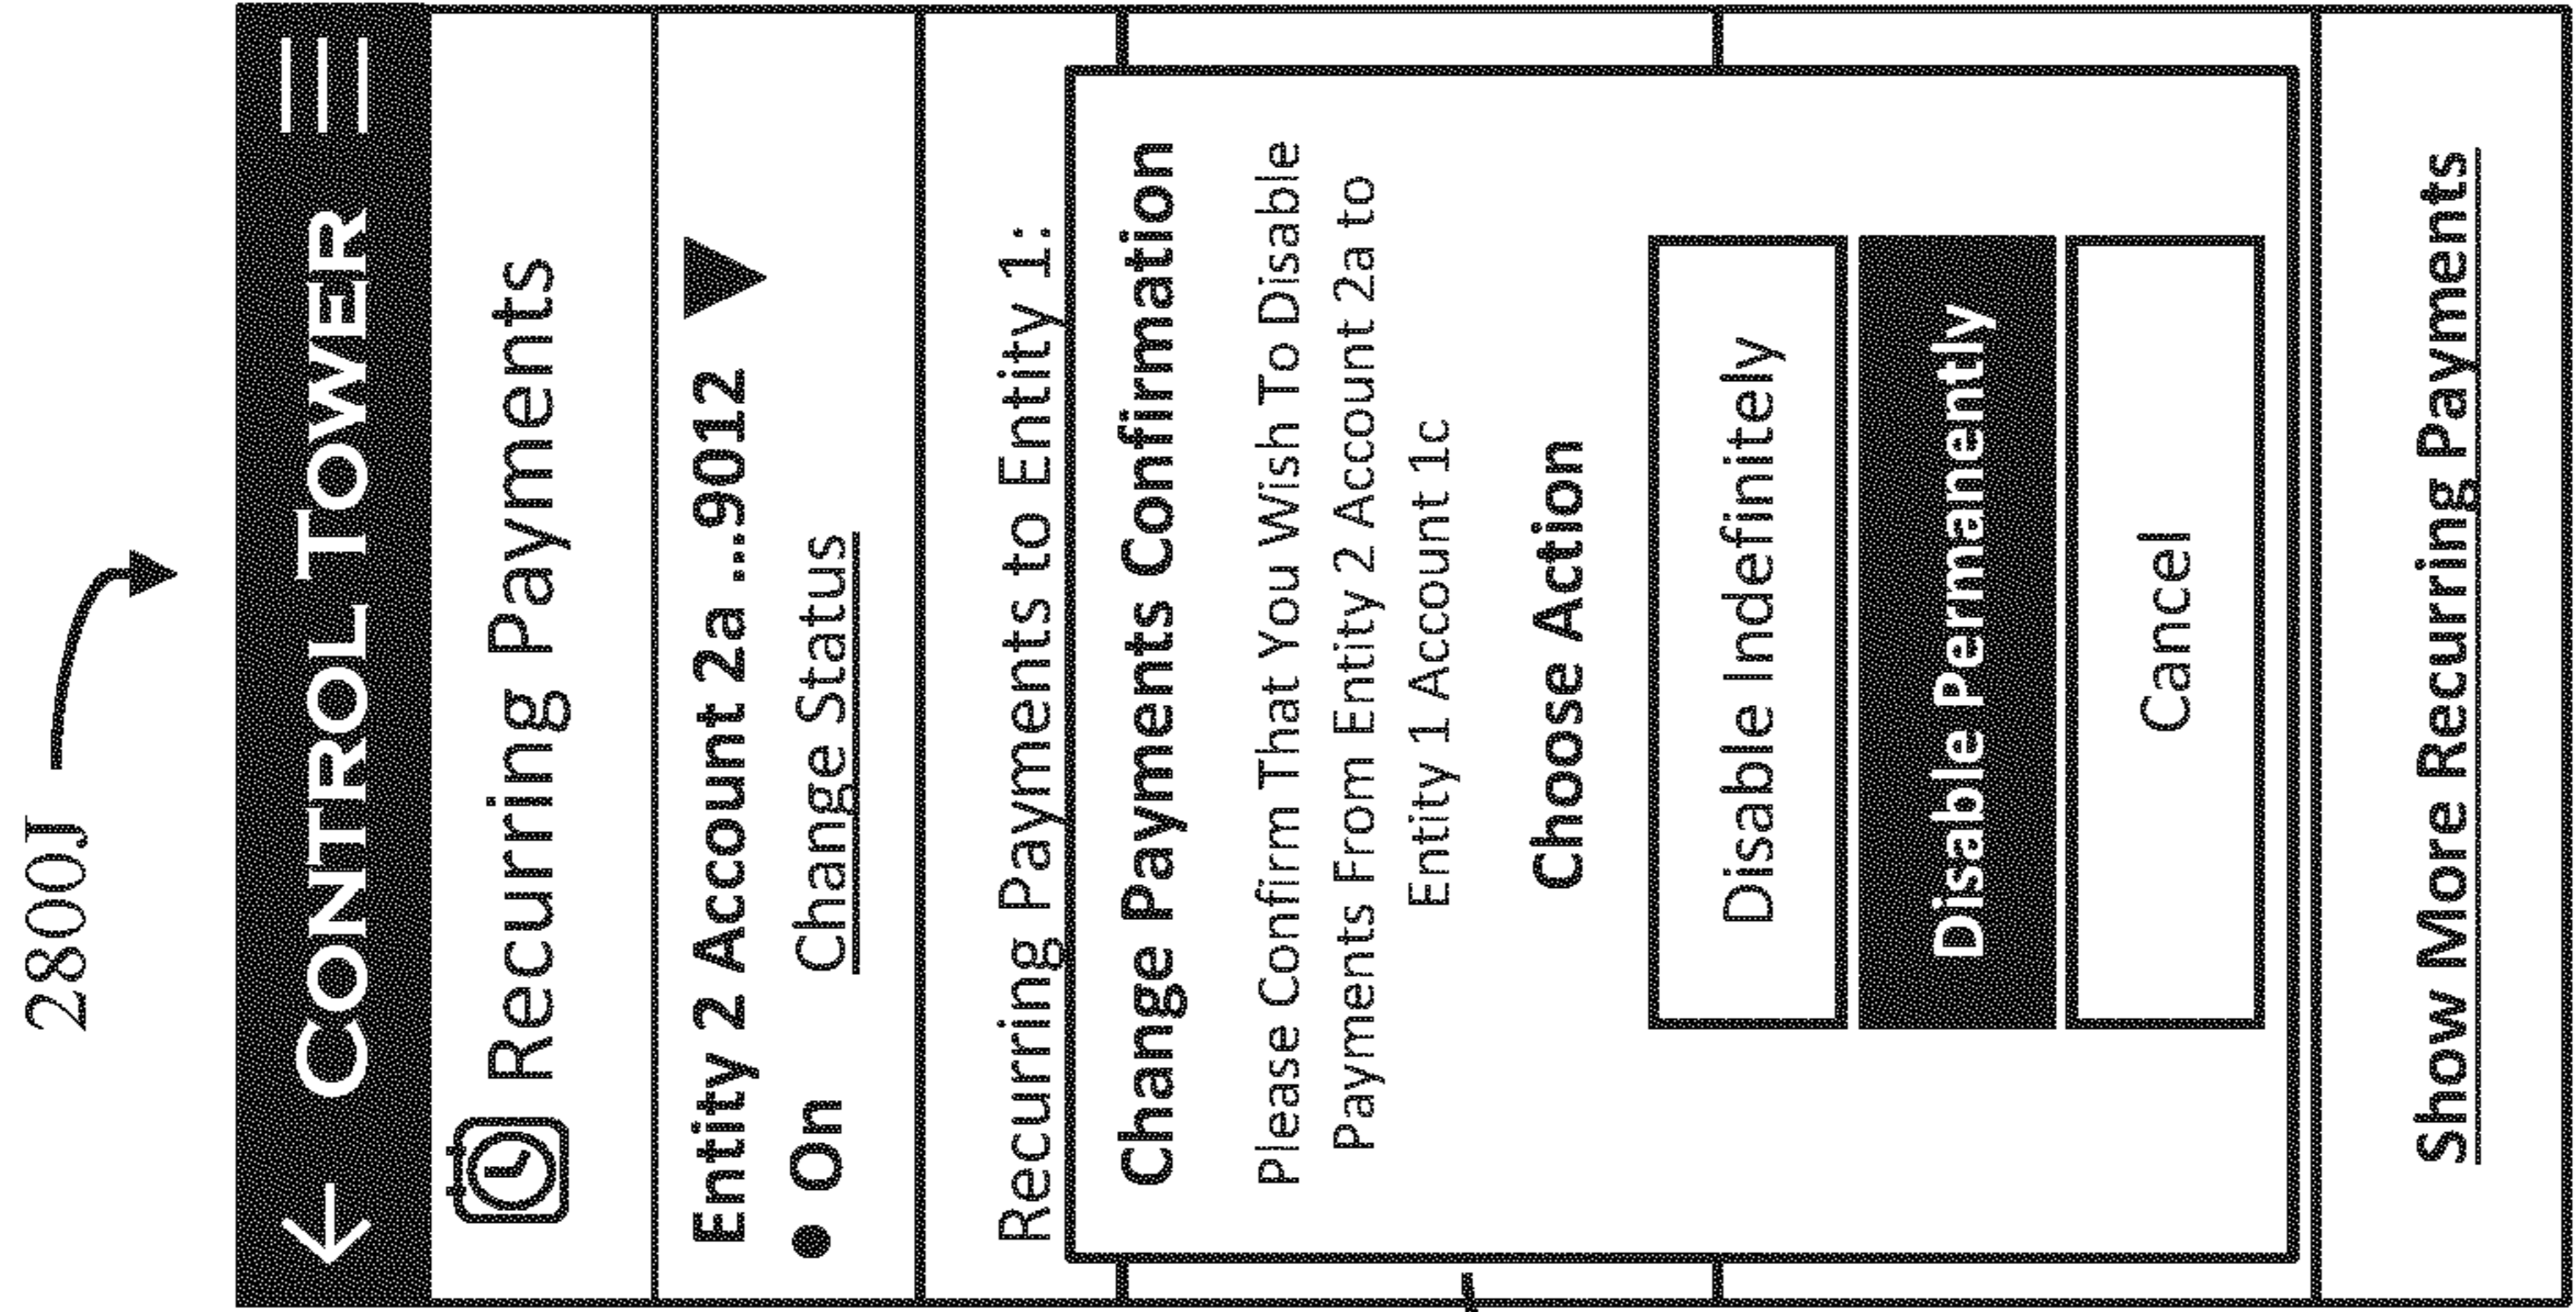 2800J
CONTROL TOWER
Recurring Payments
Entity 2 Account 2a ...9012
On Change Status
Recurring Payments to Entity 1:
Change Payments Confirmation
Please Confirm That You Wish To Disable
Payments From Entity 2 Account 2a to
Entity 1 Account 1c
Choose Action
Disable Indefinitely
Disable Permanently
Cancel
Show More Recurring Payments